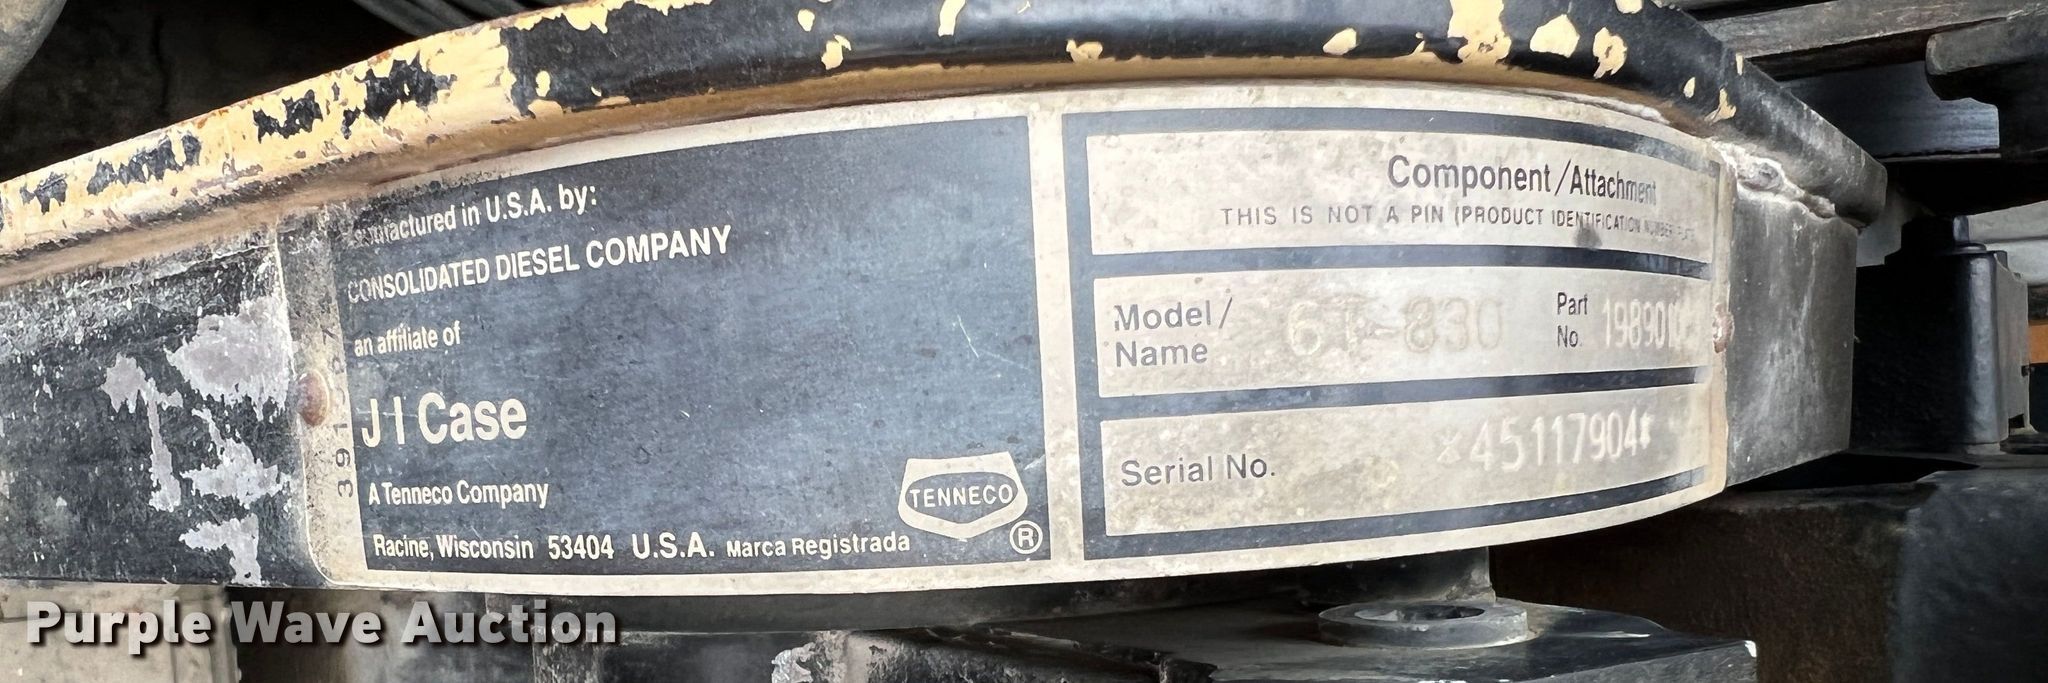 in U.S.A. by:
CONSOLIDATED DIESEL COMPANY
an affiliate of
J I Case
A Tenneco Company
Racine, Wisconsin 53404 U.S.A. Marca Registrada
TENNECO
®
Component/Attachment
THIS IS NOT A PIN (PRODUCT IDENTIFICATION NUMBER)
Model/
Name
6T-830
Part
No.
Serial No.
*45117904*
Purple Wave Auction